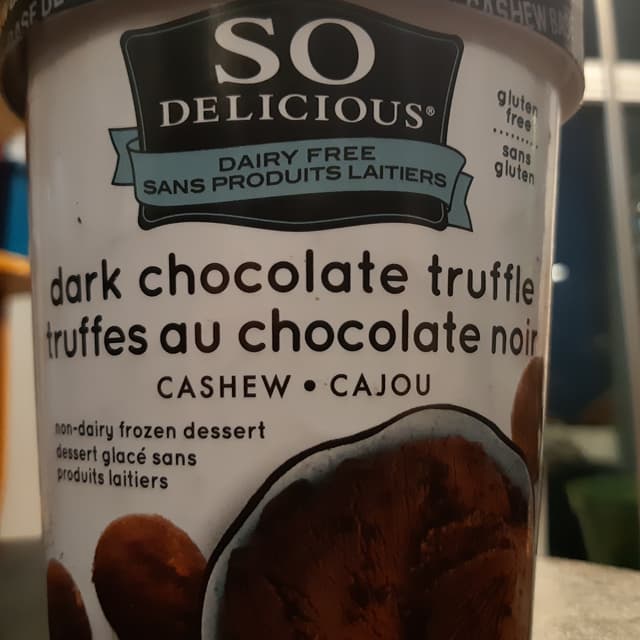 CASHEW
SO
DELICIOUS®
DAIRY FREE
SANS PRODUITS LAITIERS
gluten
free
sans
gluten
dark chocolate truffle
truffes au chocolate noir
CASHEW • CAJOU
non-dairy frozen dessert
dessert glacé sans
produits laitiers